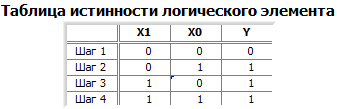 Таблица истинности логического элемента
X1 X0 Y
Шаг 1 0 0 0
Шаг 2 0 1 1
Шаг 3 1 0 1
Шаг 4 1 1 1